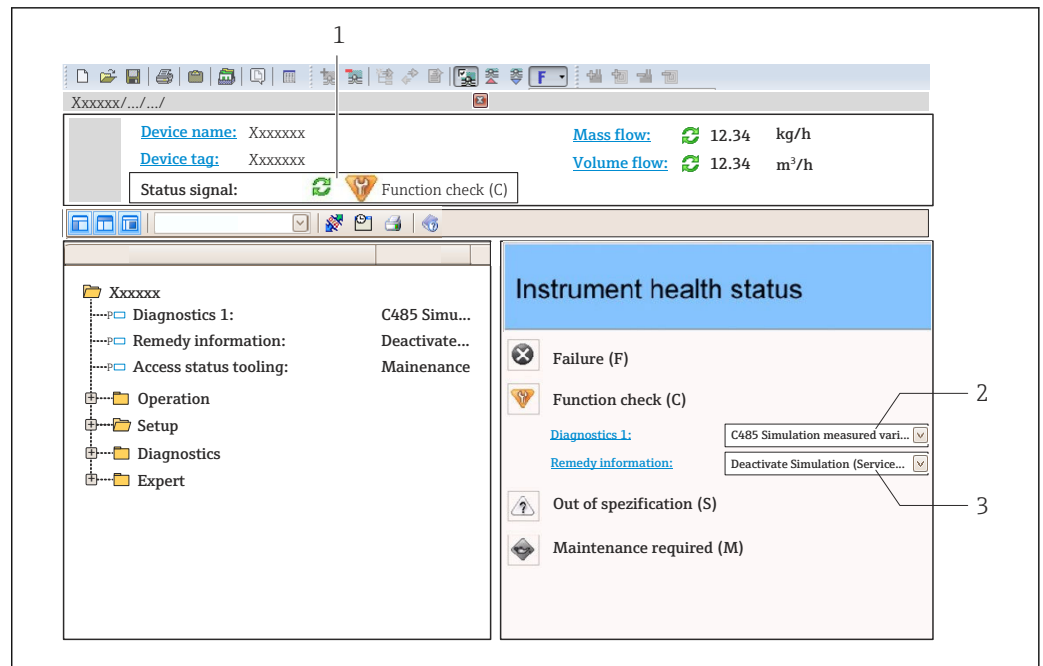 1
F
Xxxxxx/.../.../
Device name: Xxxxxxx
Mass flow: 12.34 kg/h
Device tag: Xxxxxxx
Volume flow: 12.34 m³/h
Status signal: Function check (C)
Xxxxxx
Diagnostics 1: C485 Simu...
Remedy information: Deactivate...
Access status tooling: Mainenance
Operation
Setup
Diagnostics
Expert
Instrument health status
Failure (F)
Function check (C)
2
Diagnostics 1: C485 Simulation measured vari...
Remedy information: Deactivate Simulation (Service...
Out of spezification (S)
3
Maintenance required (M)